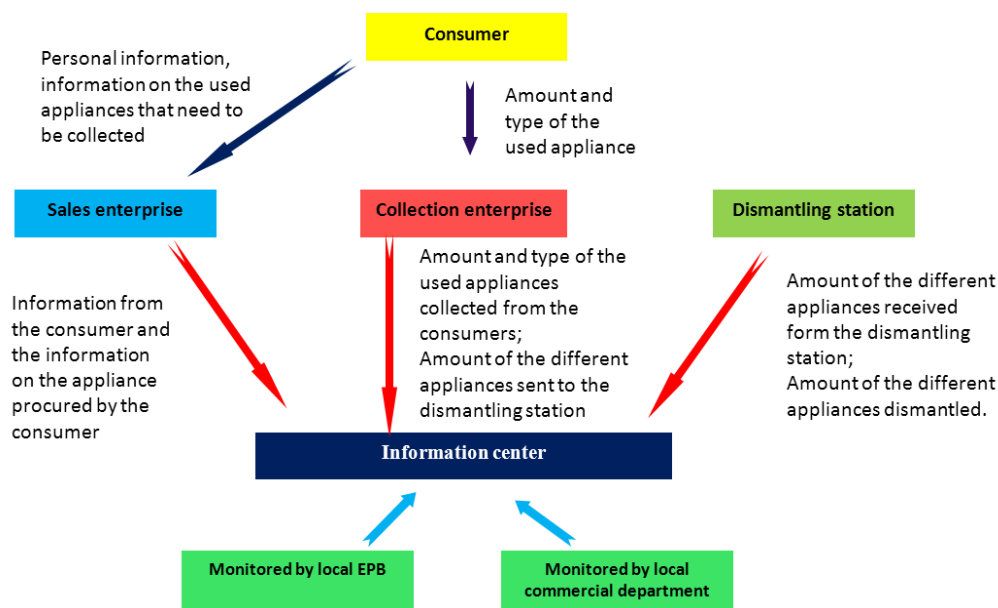 Consumer
Personal information,
information on the used
appliances that need to
be collected
Amount and
type of the
used appliance
Sales enterprise
Collection enterprise
Dismantling station
Information from
the consumer and
the information
on the appliance
procured by the
consumer
Amount and type of the
used appliances
collected from the
consumers;
Amount of the different
appliances sent to the
dismantling station
Amount of the different
appliances received
form the dismantling
station;
Amount of the different
appliances dismantled.
Information center
Monitored by local EPB
Monitored by local
commercial department